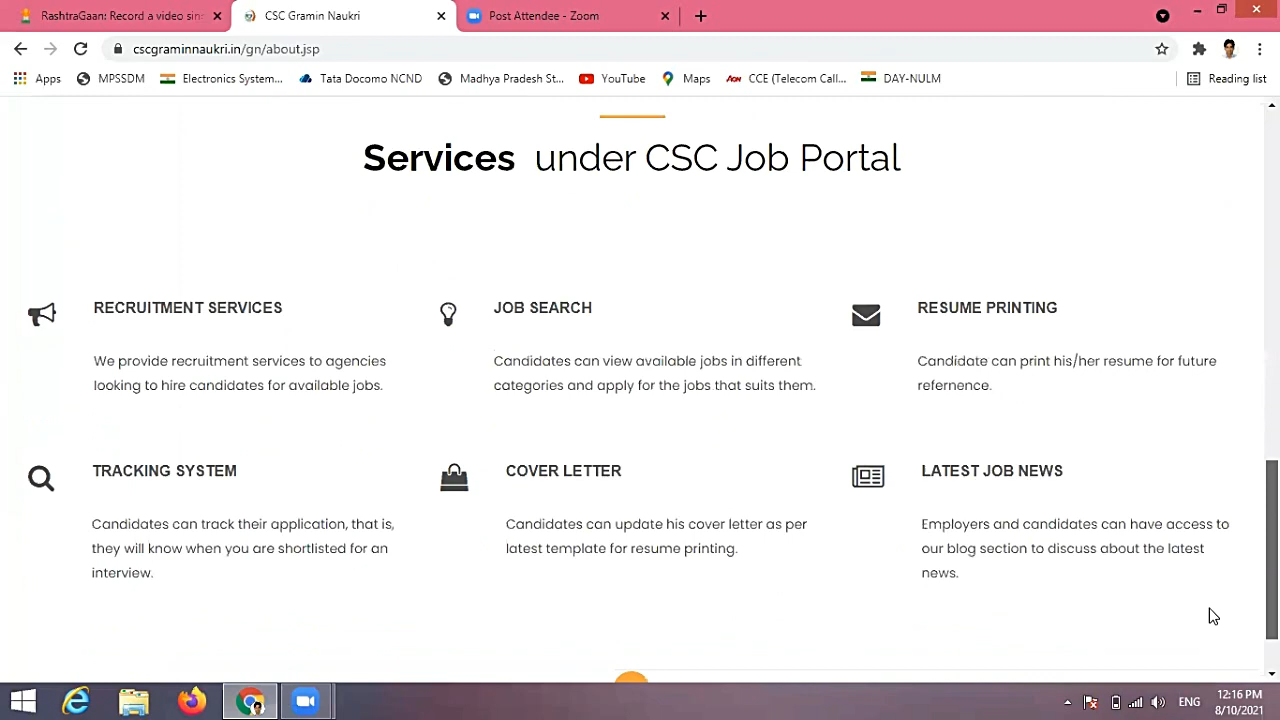 RashtraGaan: Record a video sin
CSC Gramin Naukri
Post Attendee - Zoom
cscgraminnaukri.in/gn/about.jsp
Apps
MPSSDM
Electronics System...
Tata Docomo NCND
Madhya Pradesh St...
YouTube
Maps
Aon CCE (Telecom Call...
DAY-NULM
Reading list
Services under CSC Job Portal
RECRUITMENT SERVICES
We provide recruitment services to agencies
looking to hire candidates for available jobs.
JOB SEARCH
Candidates can view available jobs in different
categories and apply for the jobs that suits them.
RESUME PRINTING
Candidate can print his/her resume for future
refernence.
TRACKING SYSTEM
Candidates can track their application, that is,
they will know when you are shortlisted for an
interview.
COVER LETTER
Candidates can update his cover letter as per
latest template for resume printing.
LATEST JOB NEWS
Employers and candidates can have access to
our blog section to discuss about the latest
news.
ENG
12:16 PM
8/10/2021